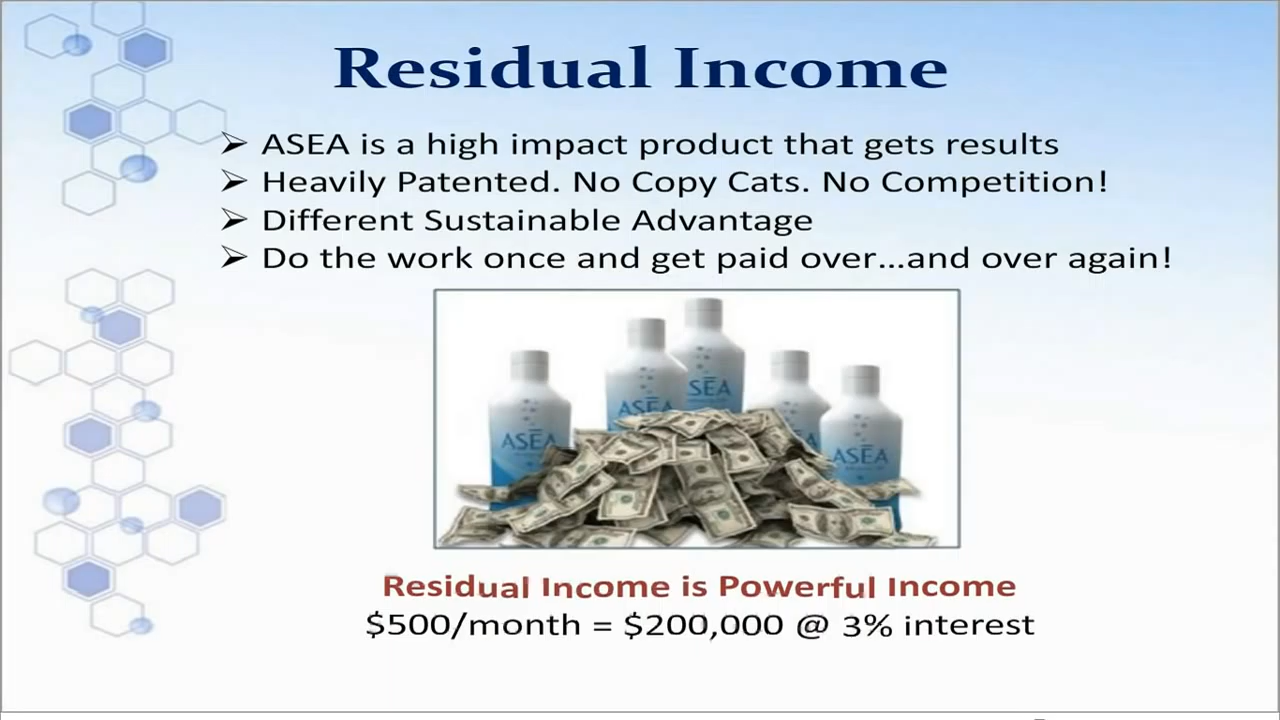 Residual Income
ASEA is a high impact product that gets results
Heavily Patented. No Copy Cats. No Competition!
Different Sustainable Advantage
Do the work once and get paid over...and over again!
ASEA
ASEA
ASEA
ASEA
Residual Income is Powerful Income
$500/month = $200,000 @ 3% interest